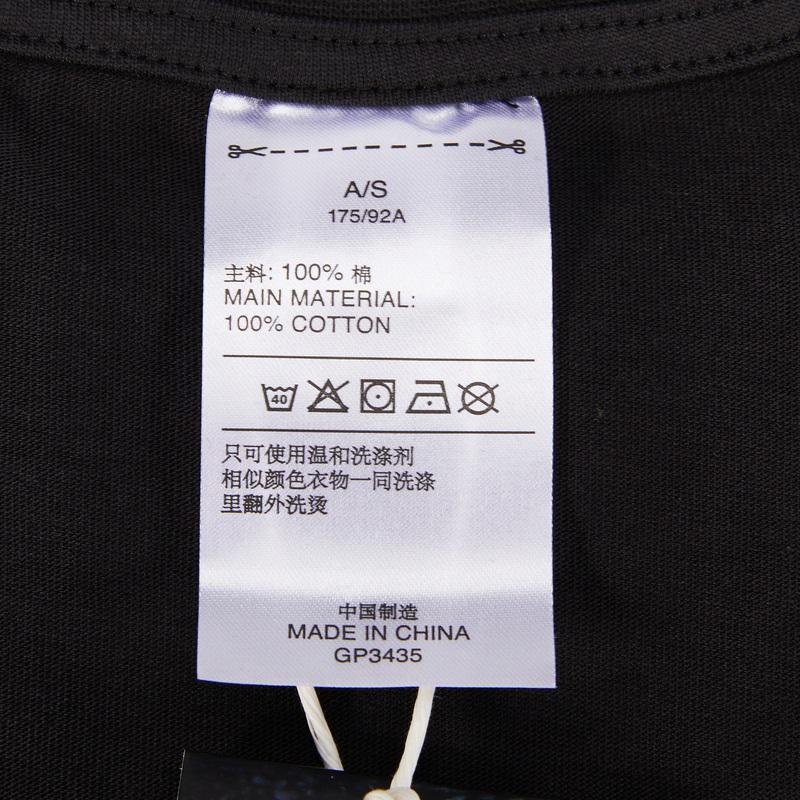 A/S
175/92A
主料: 100% 棉
MAIN MATERIAL:
100% COTTON
40
只可使用温和洗涤剂
相似颜色衣物一同洗涤
里翻外洗烫
中国制造
MADE IN CHINA
GP3435